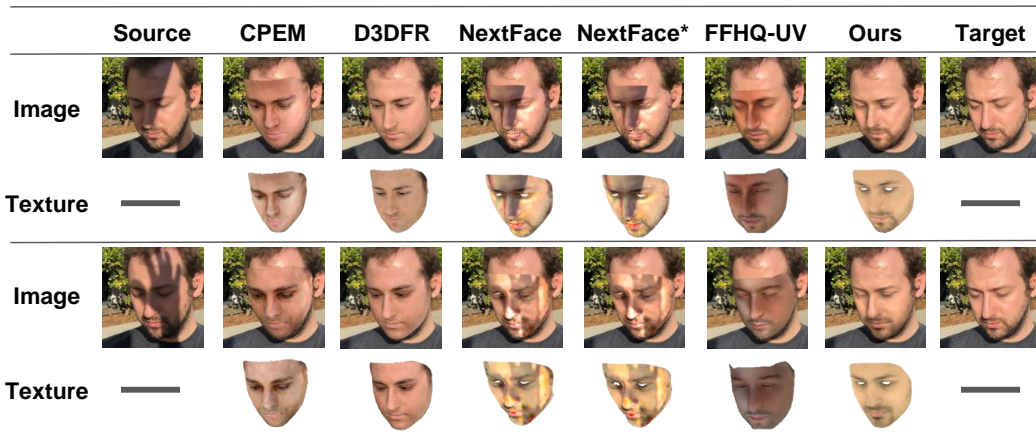 Source CPEM D3DFR NextFace NextFace* FFHQ-UV Ours Target
Image
Texture
Image
Texture